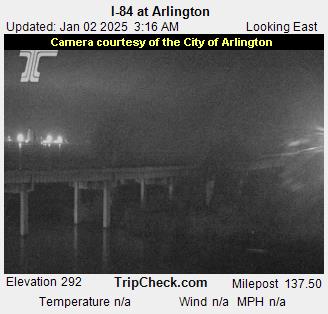 I-84 at Arlington
Updated: Jan 02 2025 3:16 AM Looking East
Camera courtesy of the City of Arlington
Elevation 292 TripCheck.com Milepost 137.50
Temperature n/a Wind n/a MPH n/a